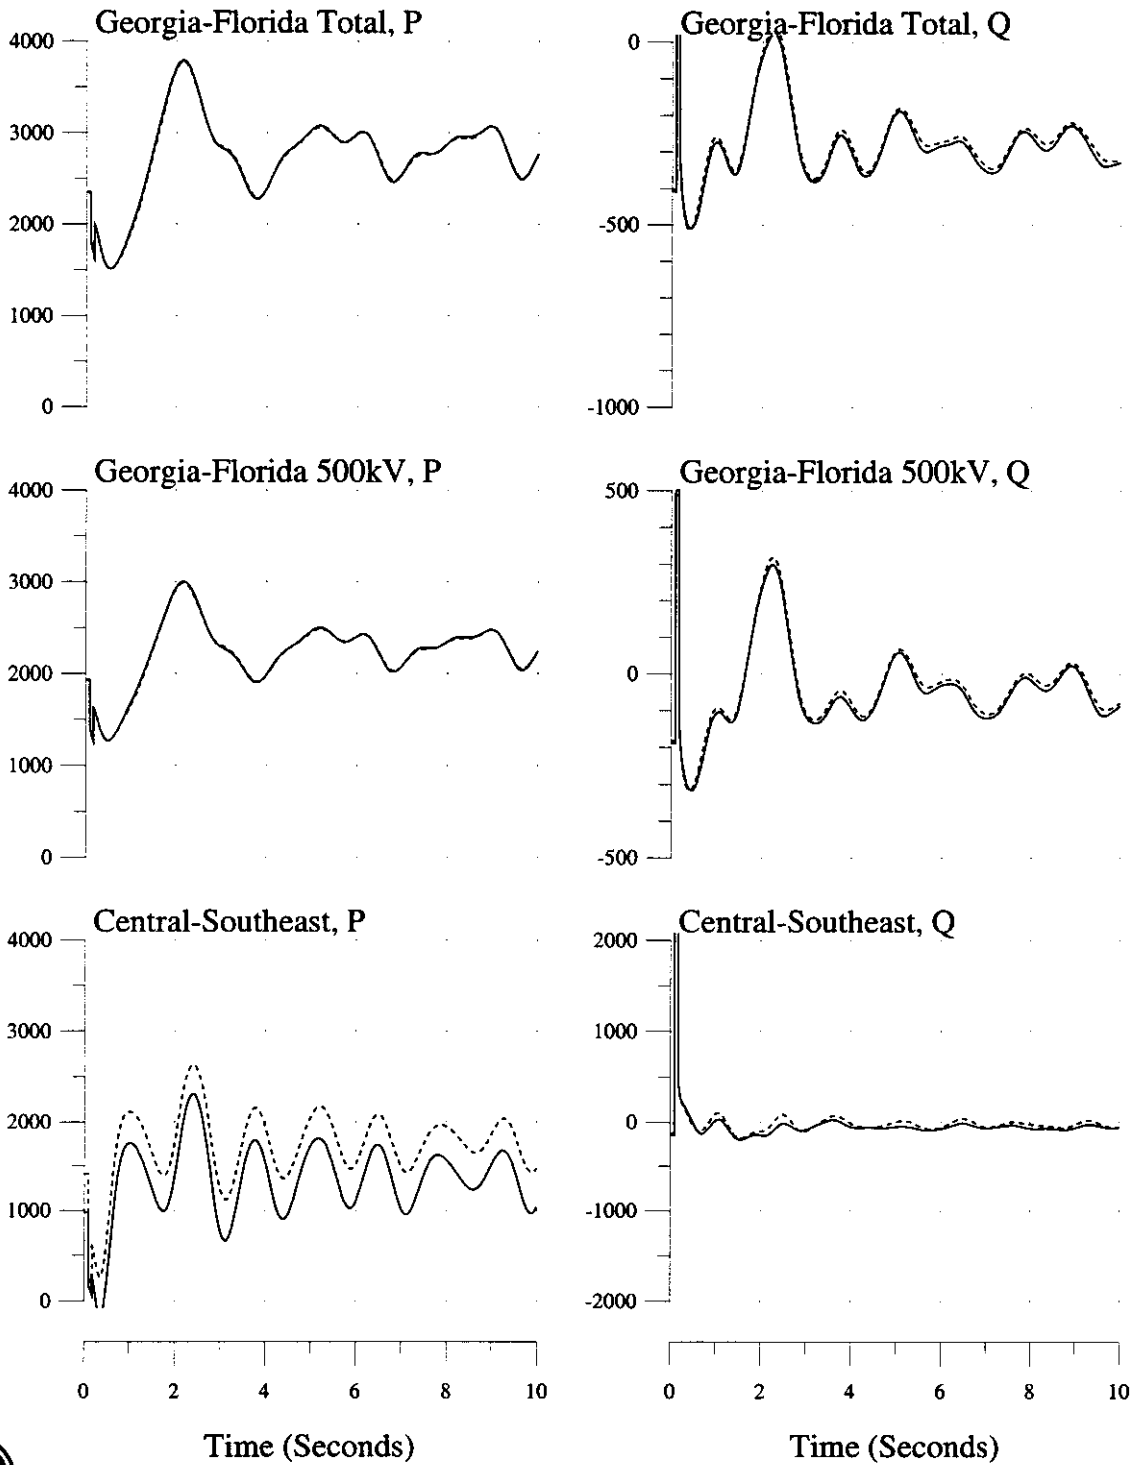 Georgia-Florida Total, P
4000
3000
2000
1000
0
Georgia-Florida Total, Q
0
-500
-1000
Georgia-Florida 500kV, P
4000
3000
2000
1000
0
Georgia-Florida 500kV, Q
500
0
-500
Central-Southeast, P
4000
3000
2000
1000
0
Central-Southeast, Q
2000
1000
0
-1000
-2000
0 2 4 6 8 10
Time (Seconds)
0 2 4 6 8 10
Time (Seconds)